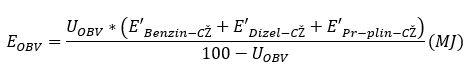 E_OBV = U_OBV * (E′_Benzin−CŽ + E′_Dizel−CŽ + E′_Pr−plin−CŽ) / 100 − U_OBV (MJ)